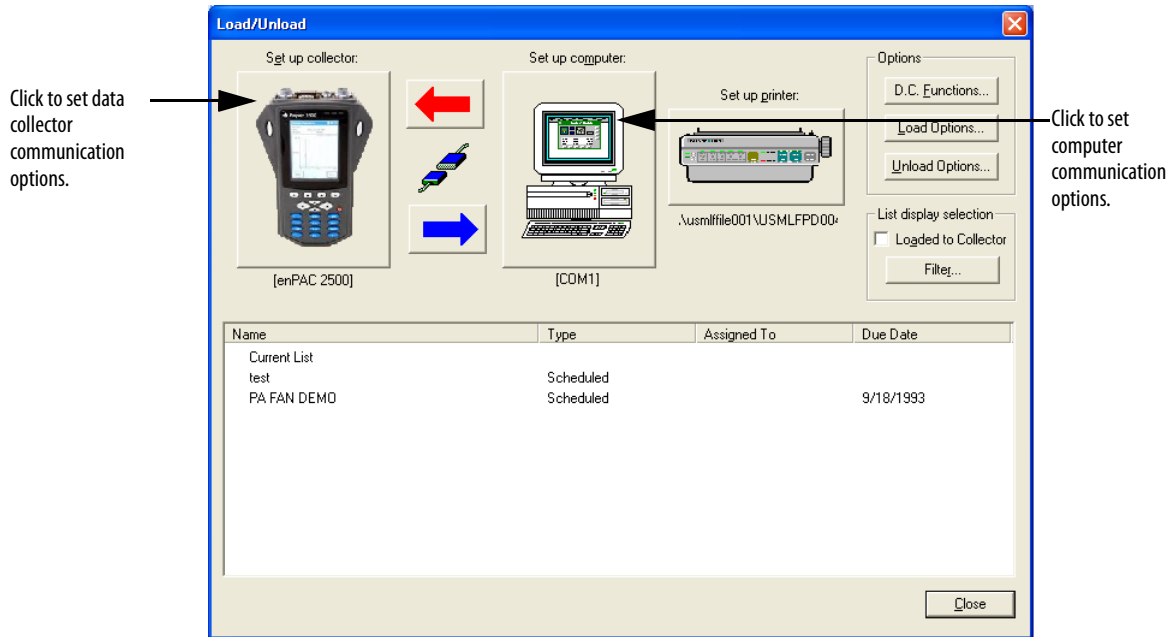 Load/Unload
Set up collector:
Set up computer:
Set up printer:
Options
D.C. Functions...
Load Options...
Unload Options...
Click to set data
collector
communication
options.
Click to set
computer
communication
options.
.\usmlffile001\USMLFPD00
List display selection
Loaded to Collector
Filter...
[enPAC 2500]
[COM1]
Name Type Assigned To Due Date
Current List
test Scheduled
PA FAN DEMO Scheduled 9/18/1993
Close